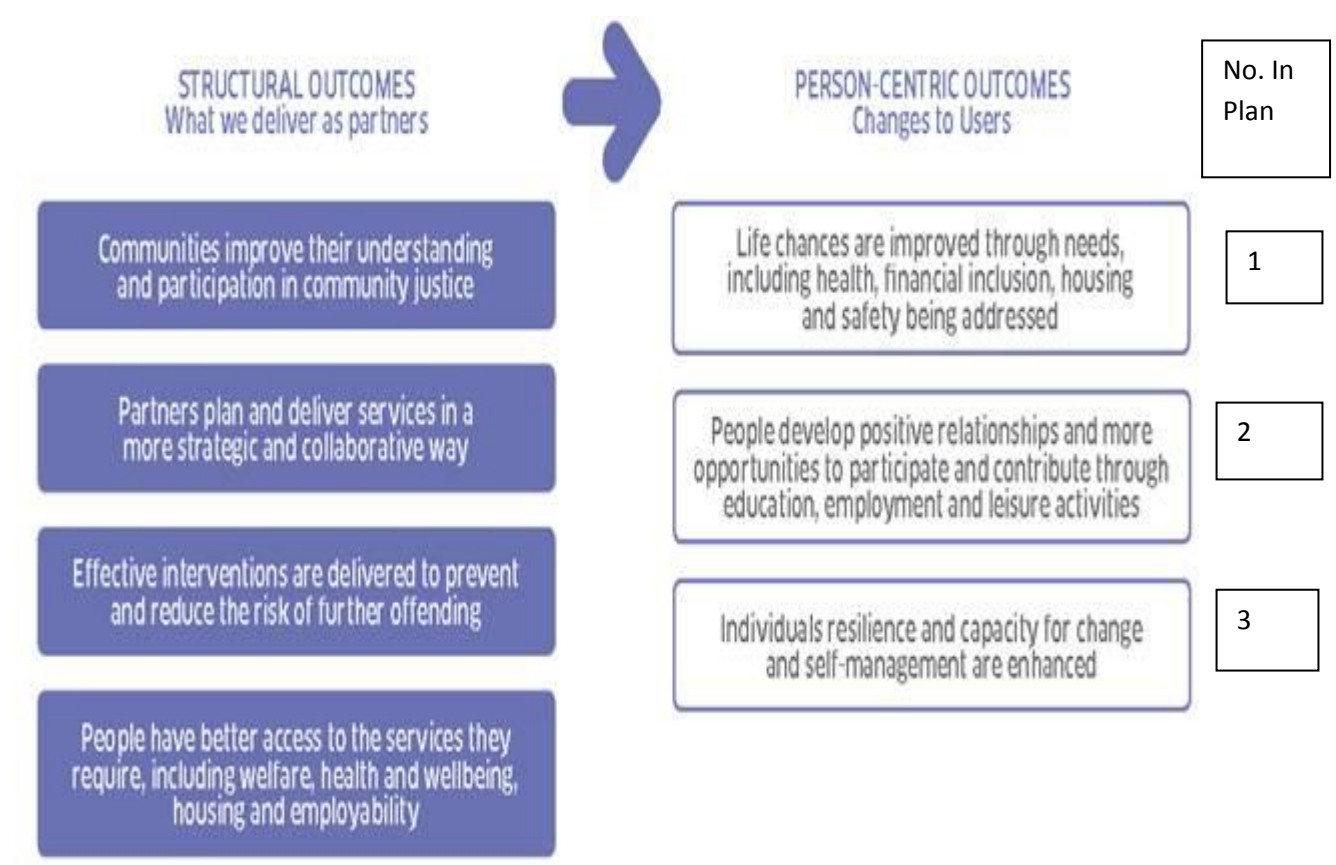 STRUCTURAL OUTCOMES
What we deliver as partners
Communities improve their understanding
and participation in community justice
Partners plan and deliver services in a
more strategic and collaborative way
Effective interventions are delivered to prevent
and reduce the risk of further offending
People have better access to the services they
require, including welfare, health and wellbeing,
housing and employability
PERSON-CENTRIC OUTCOMES
Changes to Users
Life chances are improved through needs,
including health, financial inclusion, housing
and safety being addressed
People develop positive relationships and more
opportunities to participate and contribute through
education, employment and leisure activities
Individuals resilience and capacity for change
and self-management are enhanced
No. In
Plan
1
2
3